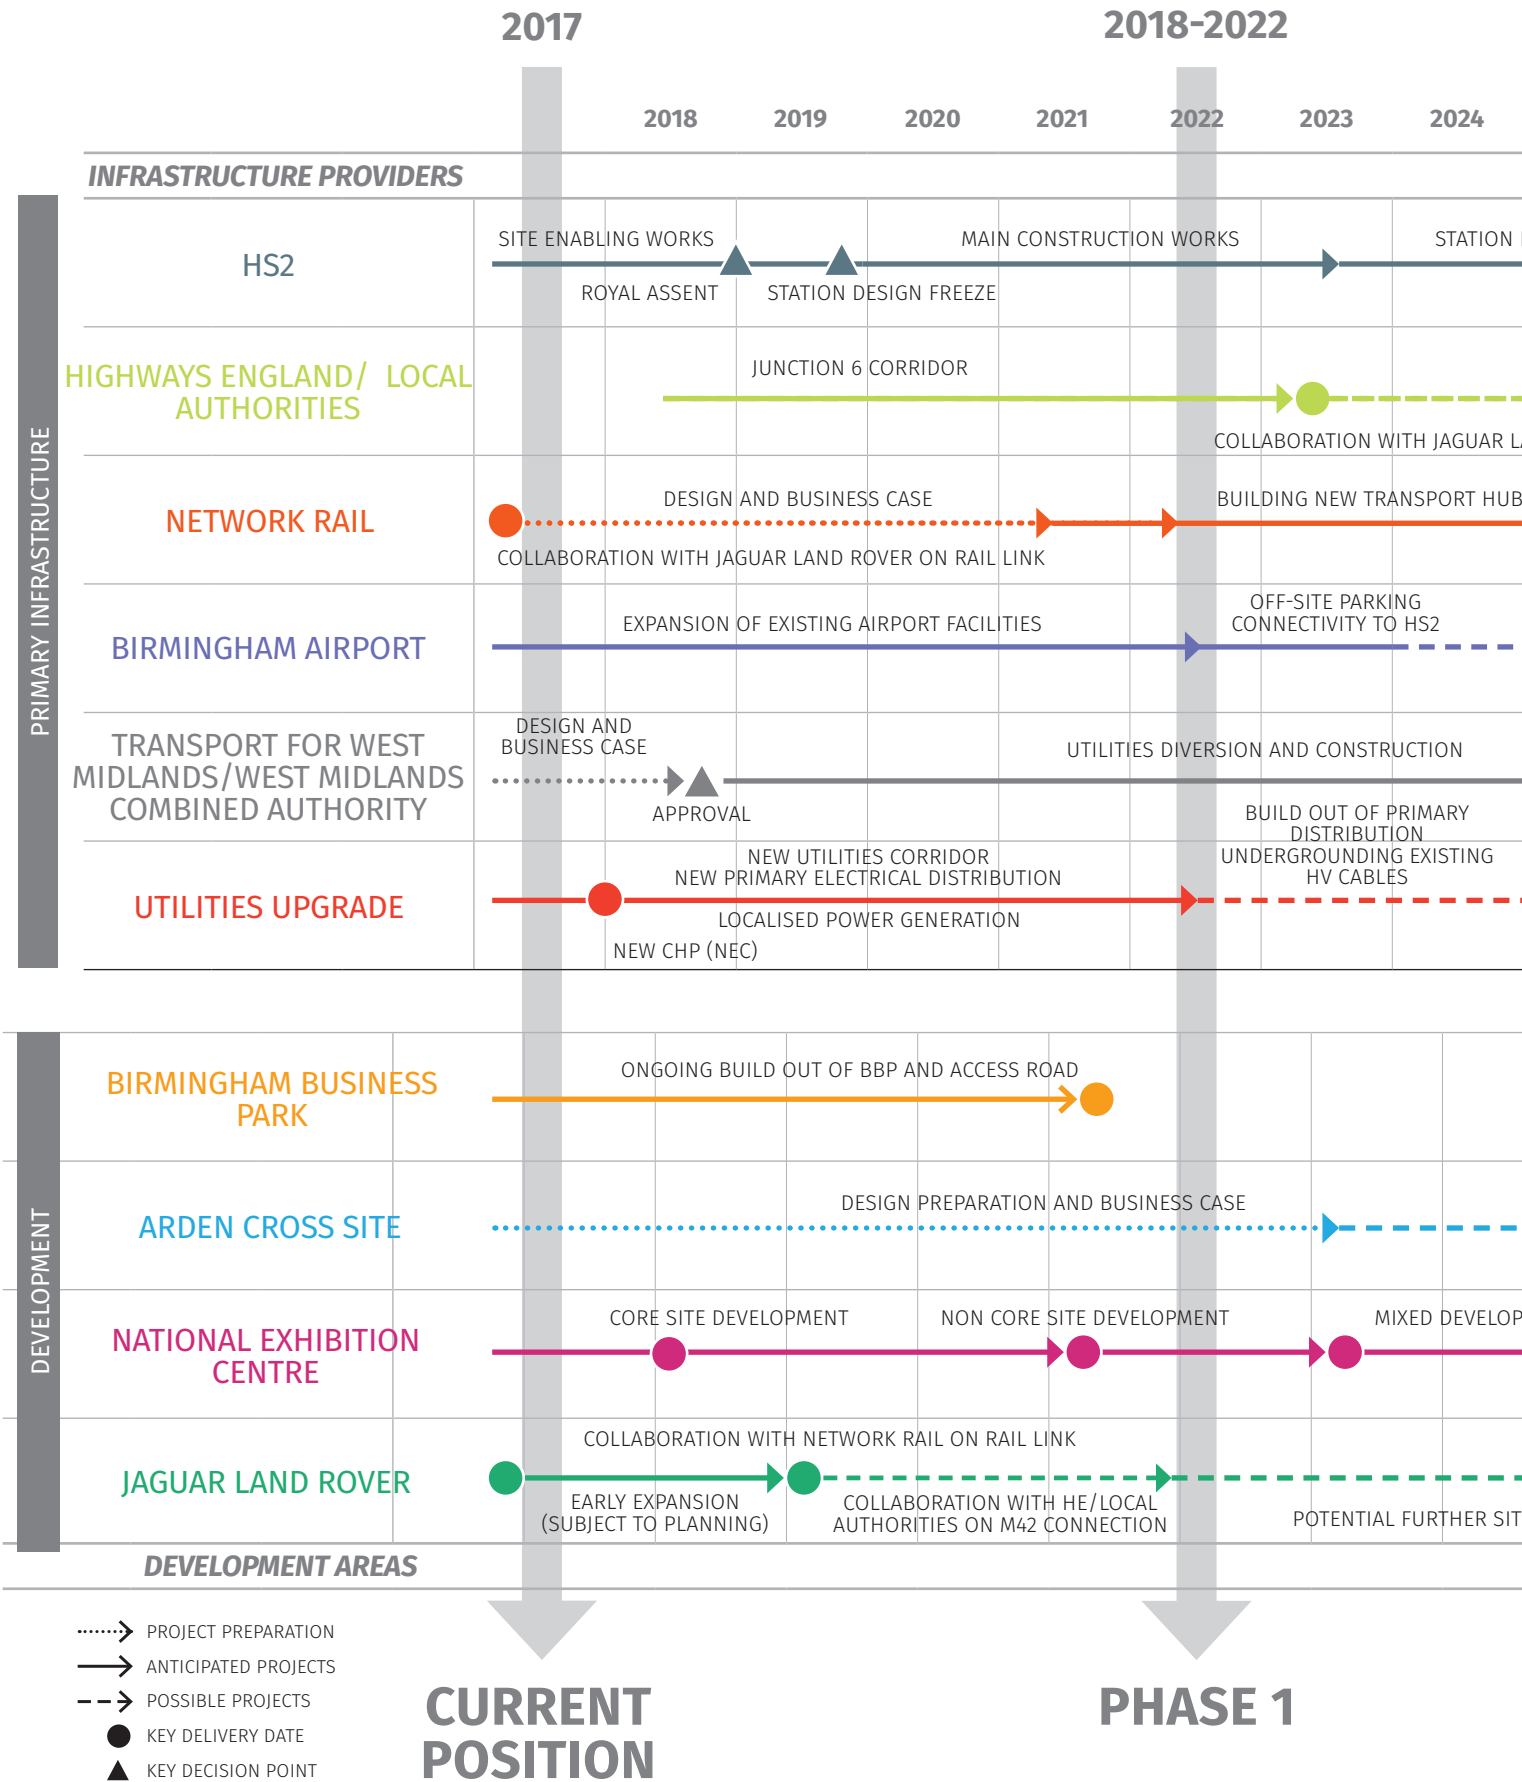 2017
2018-2022
2018
2019
2020
2021
2022
2023
2024
INFRASTRUCTURE PROVIDERS
PRIMARY INFRASTRUCTURE
HS2
SITE ENABLING WORKS
MAIN CONSTRUCTION WORKS
STATION
ROYAL ASSENT
STATION DESIGN FREEZE
HIGHWAYS ENGLAND/ LOCAL
AUTHORITIES
JUNCTION 6 CORRIDOR
COLLABORATION WITH JAGUAR
NETWORK RAIL
DESIGN AND BUSINESS CASE
BUILDING NEW TRANSPORT HUB
COLLABORATION WITH JAGUAR LAND ROVER ON RAIL LINK
BIRMINGHAM AIRPORT
EXPANSION OF EXISTING AIRPORT FACILITIES
OFF-SITE PARKING
CONNECTIVITY TO HS2
TRANSPORT FOR WEST
MIDLANDS/WEST MIDLANDS
COMBINED AUTHORITY
DESIGN AND
BUSINESS CASE
APPROVAL
UTILITIES DIVERSION AND CONSTRUCTION
UTILITIES UPGRADE
NEW UTILITIES CORRIDOR
NEW PRIMARY ELECTRICAL DISTRIBUTION
LOCALISED POWER GENERATION
NEW CHP (NEC)
BUILD OUT OF PRIMARY
DISTRIBUTION
UNDERGROUNDING EXISTING
HV CABLES
DEVELOPMENT
BIRMINGHAM BUSINESS
PARK
ONGOING BUILD OUT OF BBP AND ACCESS ROAD
ARDEN CROSS SITE
DESIGN PREPARATION AND BUSINESS CASE
NATIONAL EXHIBITION
CENTRE
CORE SITE DEVELOPMENT
NON CORE SITE DEVELOPMENT
MIXED DEVELOP
JAGUAR LAND ROVER
COLLABORATION WITH NETWORK RAIL ON RAIL LINK
EARLY EXPANSION
(SUBJECT TO PLANNING)
COLLABORATION WITH HE/LOCAL
AUTHORITIES ON M42 CONNECTION
POTENTIAL FURTHER SIT
DEVELOPMENT AREAS
PROJECT PREPARATION
ANTICIPATED PROJECTS
POSSIBLE PROJECTS
KEY DELIVERY DATE
KEY DECISION POINT
CURRENT
POSITION
PHASE 1